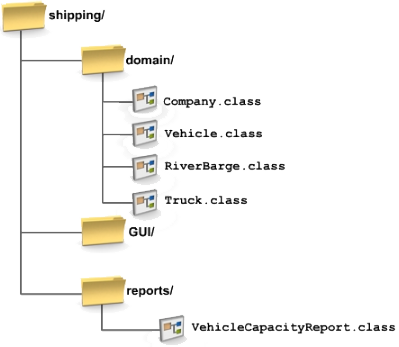 shipping/
domain/
Company.class
Vehicle.class
RiverBarge.class
Truck.class
GUI/
reports/
VehicleCapacityReport.class